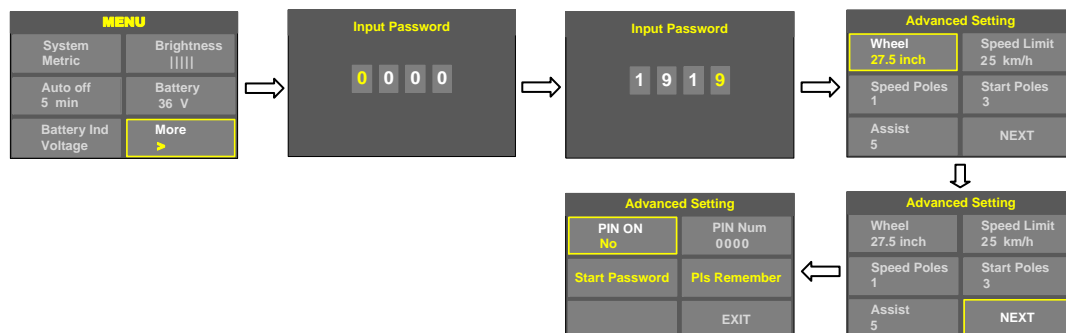 MENU
System
Metric
Brightness
|||||
Auto off
5 min
Battery
36 V
Battery Ind
Voltage
More
>
Input Password
0 0 0 0
Input Password
1 9 1 9
Advanced Setting
Wheel
27.5 inch
Speed Limit
25 km/h
Speed Poles
1
Start Poles
3
Assist
5
NEXT
Advanced Setting
Wheel
27.5 inch
Speed Limit
25 km/h
Speed Poles
1
Start Poles
3
Assist
5
NEXT
Advanced Setting
PIN ON
No
PIN Num
0000
Start Password
Pls Remember
EXIT